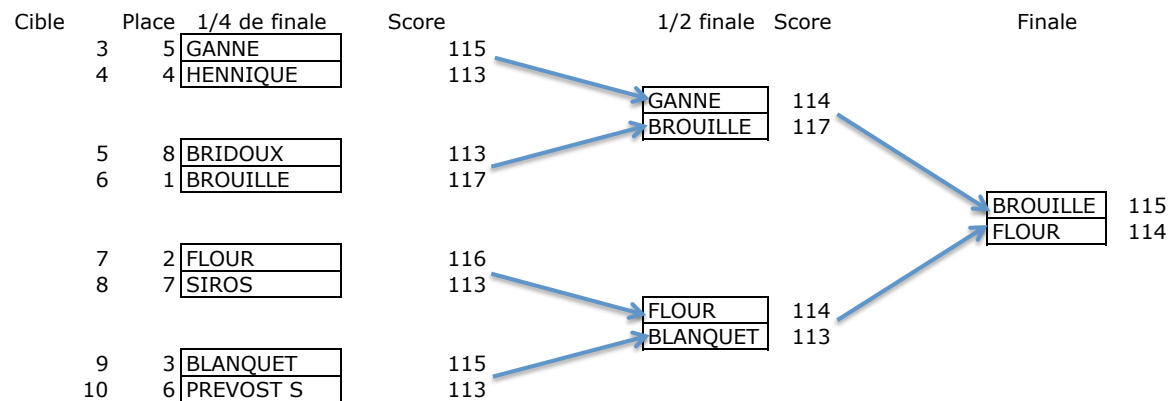 Cible Place 1/4 de finale Score 1/2 finale Score Finale
3 5 GANNE 115
4 4 HENNIQUE 113
GANNE 114
BROUILLE 117
5 8 BRIDOUX 113
6 1 BROUILLE 117
BROUILLE 115
FLOUR 114
7 2 FLOUR 116
8 7 SIROS 113
FLOUR 114
BLANQUET 113
9 3 BLANQUET 115
10 6 PREVOST S 113